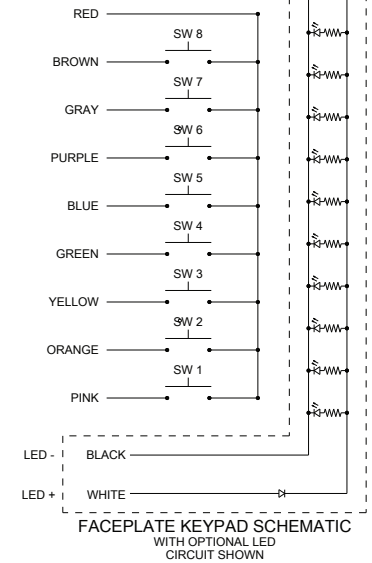 RED
SW 8
BROWN
SW 7
GRAY
SW 6
PURPLE
SW 5
BLUE
SW 4
GREEN
SW 3
YELLOW
SW 2
ORANGE
SW 1
PINK
LED - BLACK
LED + WHITE
FACEPLATE KEYPAD SCHEMATIC
WITH OPTIONAL LED
CIRCUIT SHOWN